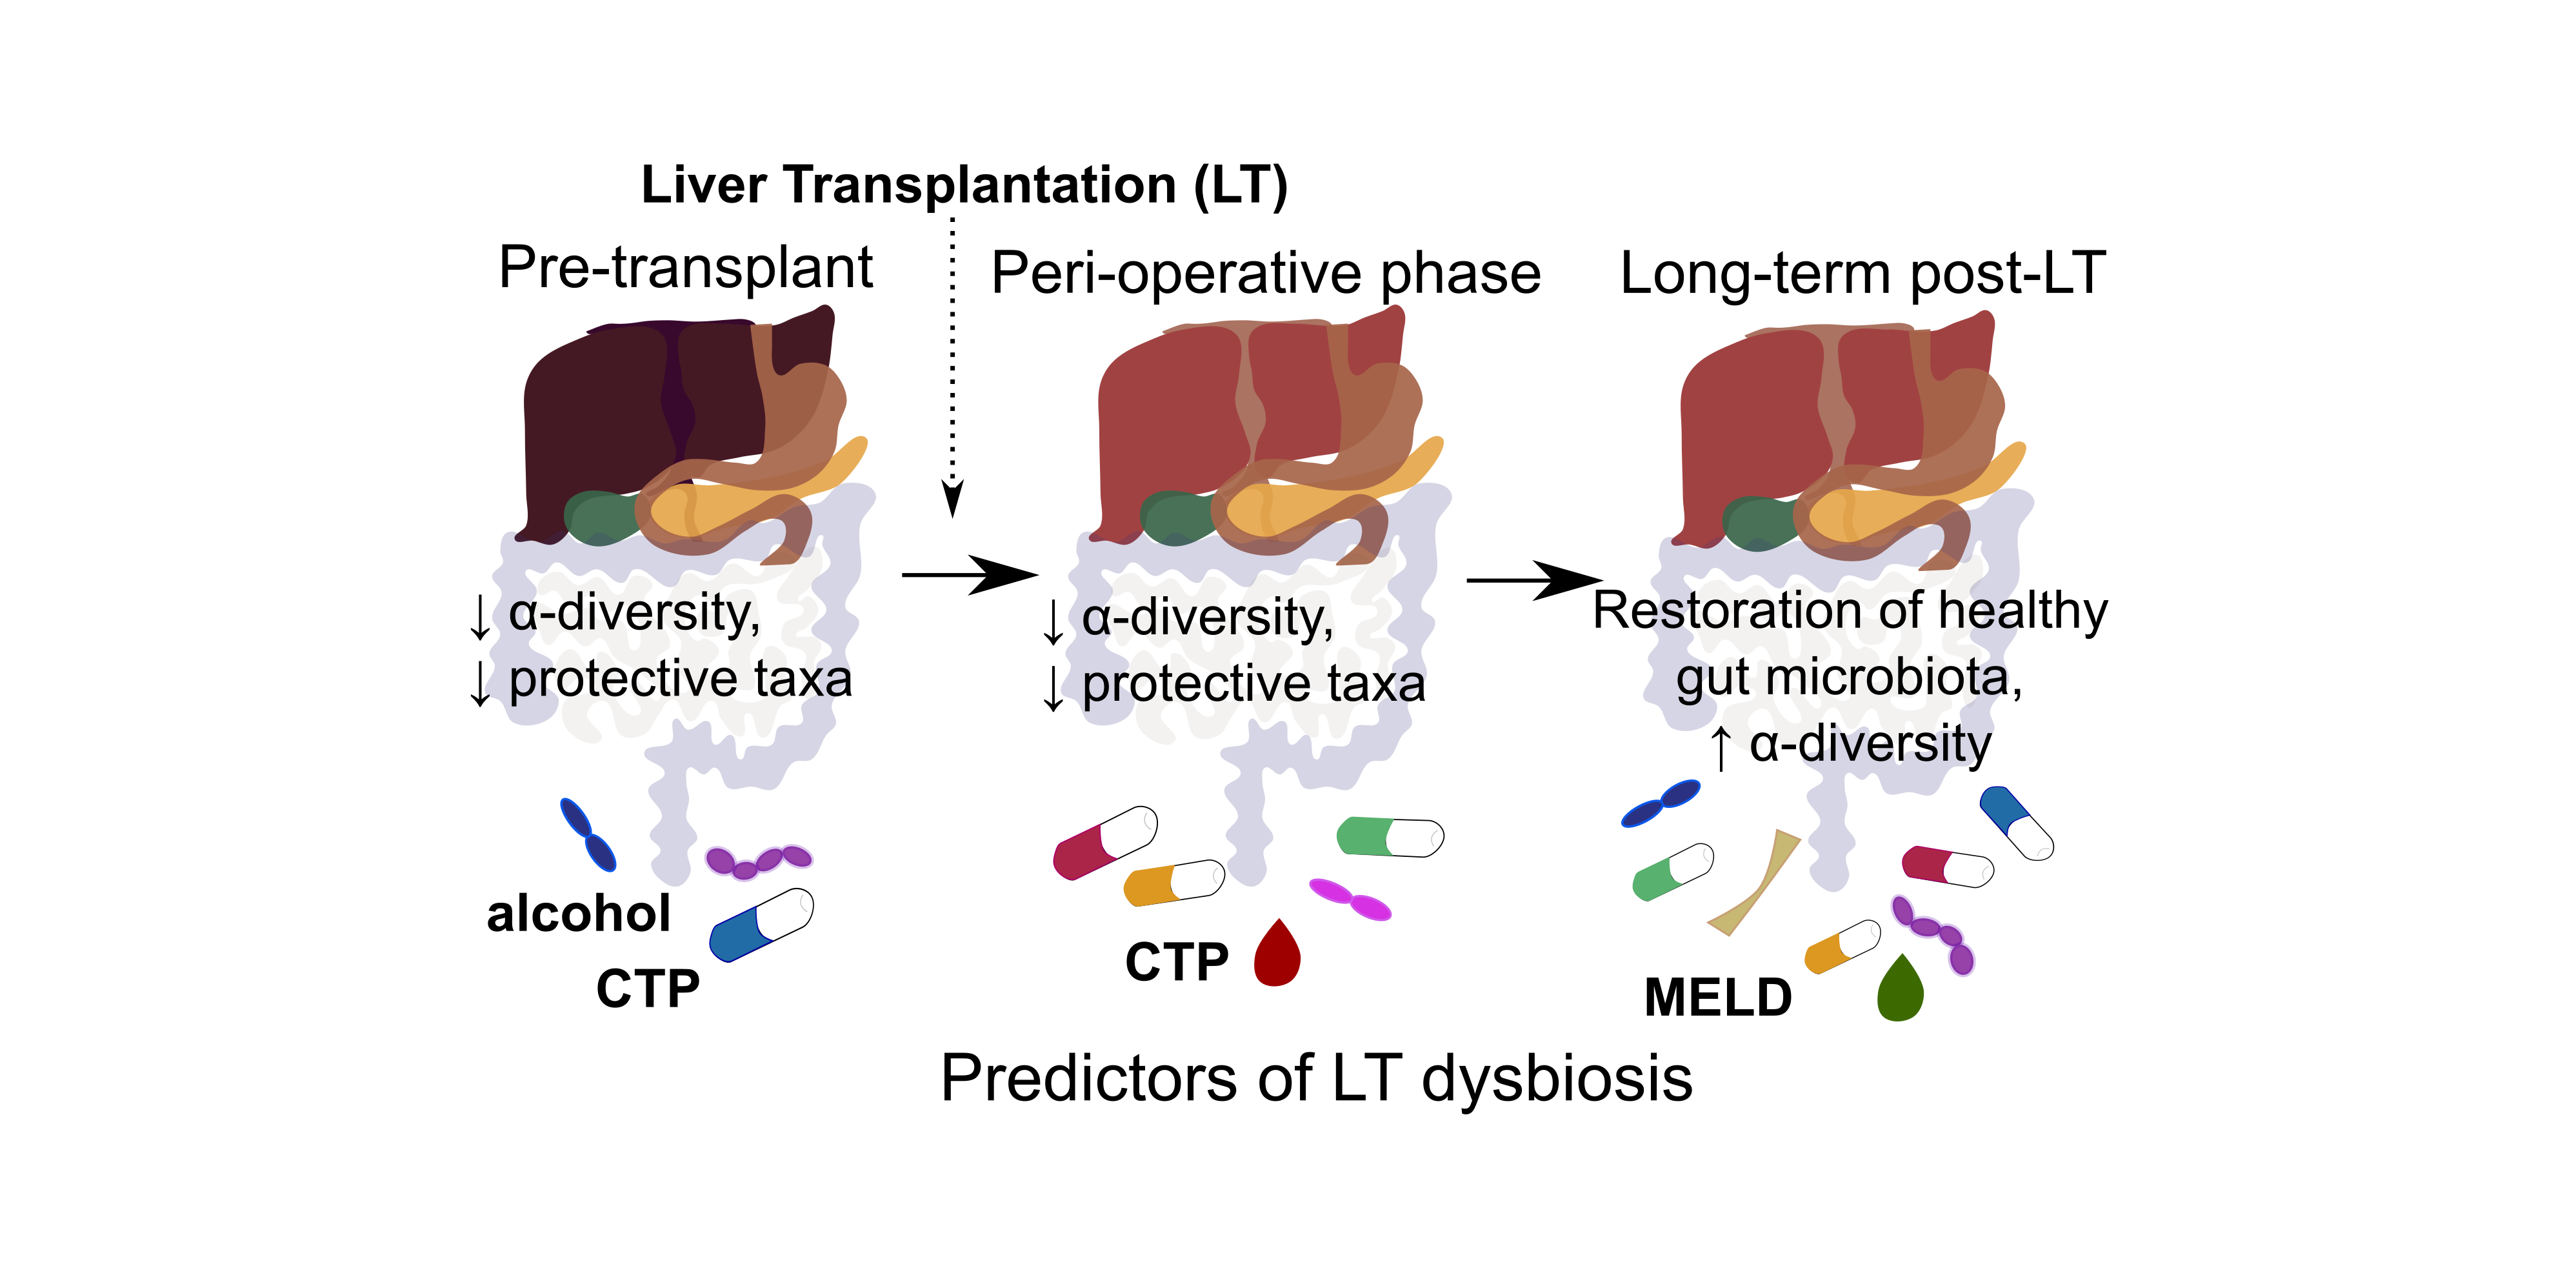 Liver Transplantation (LT)
Pre-transplant
Peri-operative phase
Long-term post-LT
↓ α-diversity,
↓ protective taxa
↓ α-diversity,
↓ protective taxa
Restoration of healthy
gut microbiota,
↑ α-diversity
alcohol
CTP
CTP
MELD
Predictors of LT dysbiosis